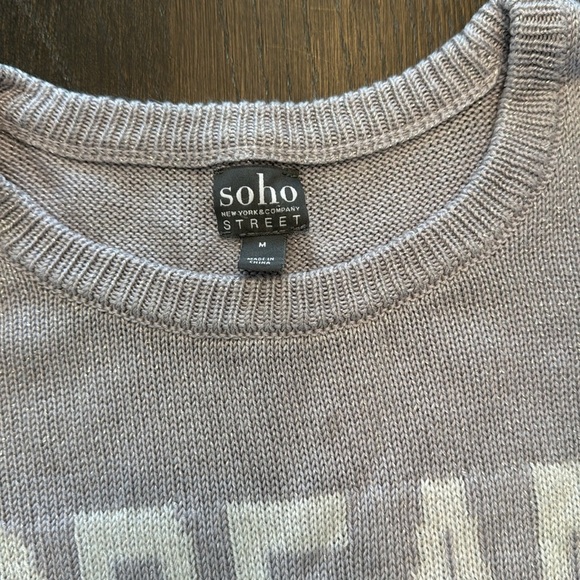 soho
NEW YORK & COMPANY
STREET
M
MADE IN
CHINA